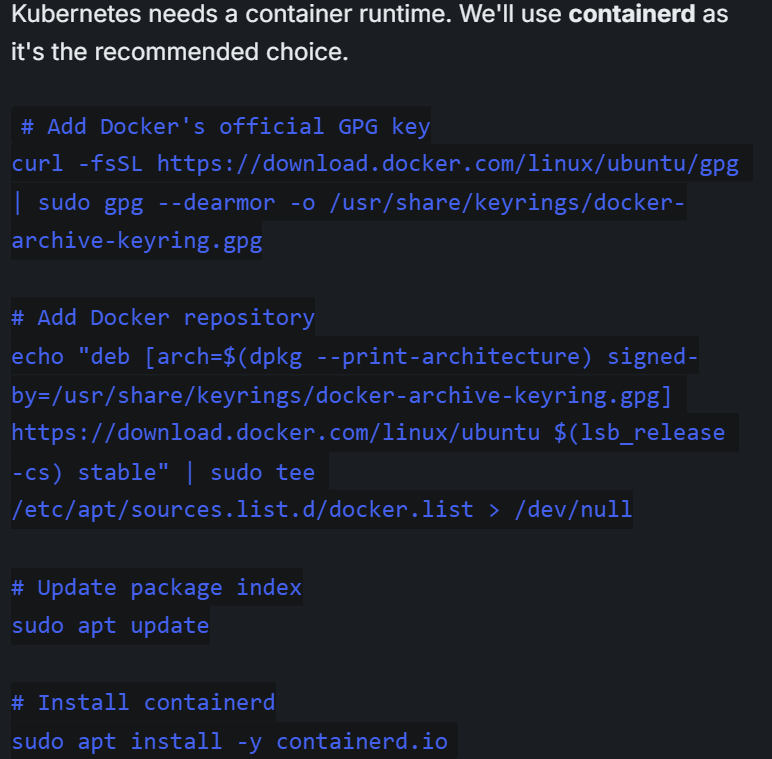 Kubernetes needs a container runtime. We'll use containerd as
it's the recommended choice.
# Add Docker's official GPG key
curl -fsSL https://download.docker.com/linux/ubuntu/gpg
| sudo gpg --dearmor -o /usr/share/keyrings/docker-
archive-keyring.gpg
# Add Docker repository
echo "deb [arch=$(dpkg --print-architecture) signed-
by=/usr/share/keyrings/docker-archive-keyring.gpg]
https://download.docker.com/linux/ubuntu $(lsb_release
-cs) stable" | sudo tee
/etc/apt/sources.list.d/docker.list > /dev/null
# Update package index
sudo apt update
# Install containerd
sudo apt install -y containerd.io